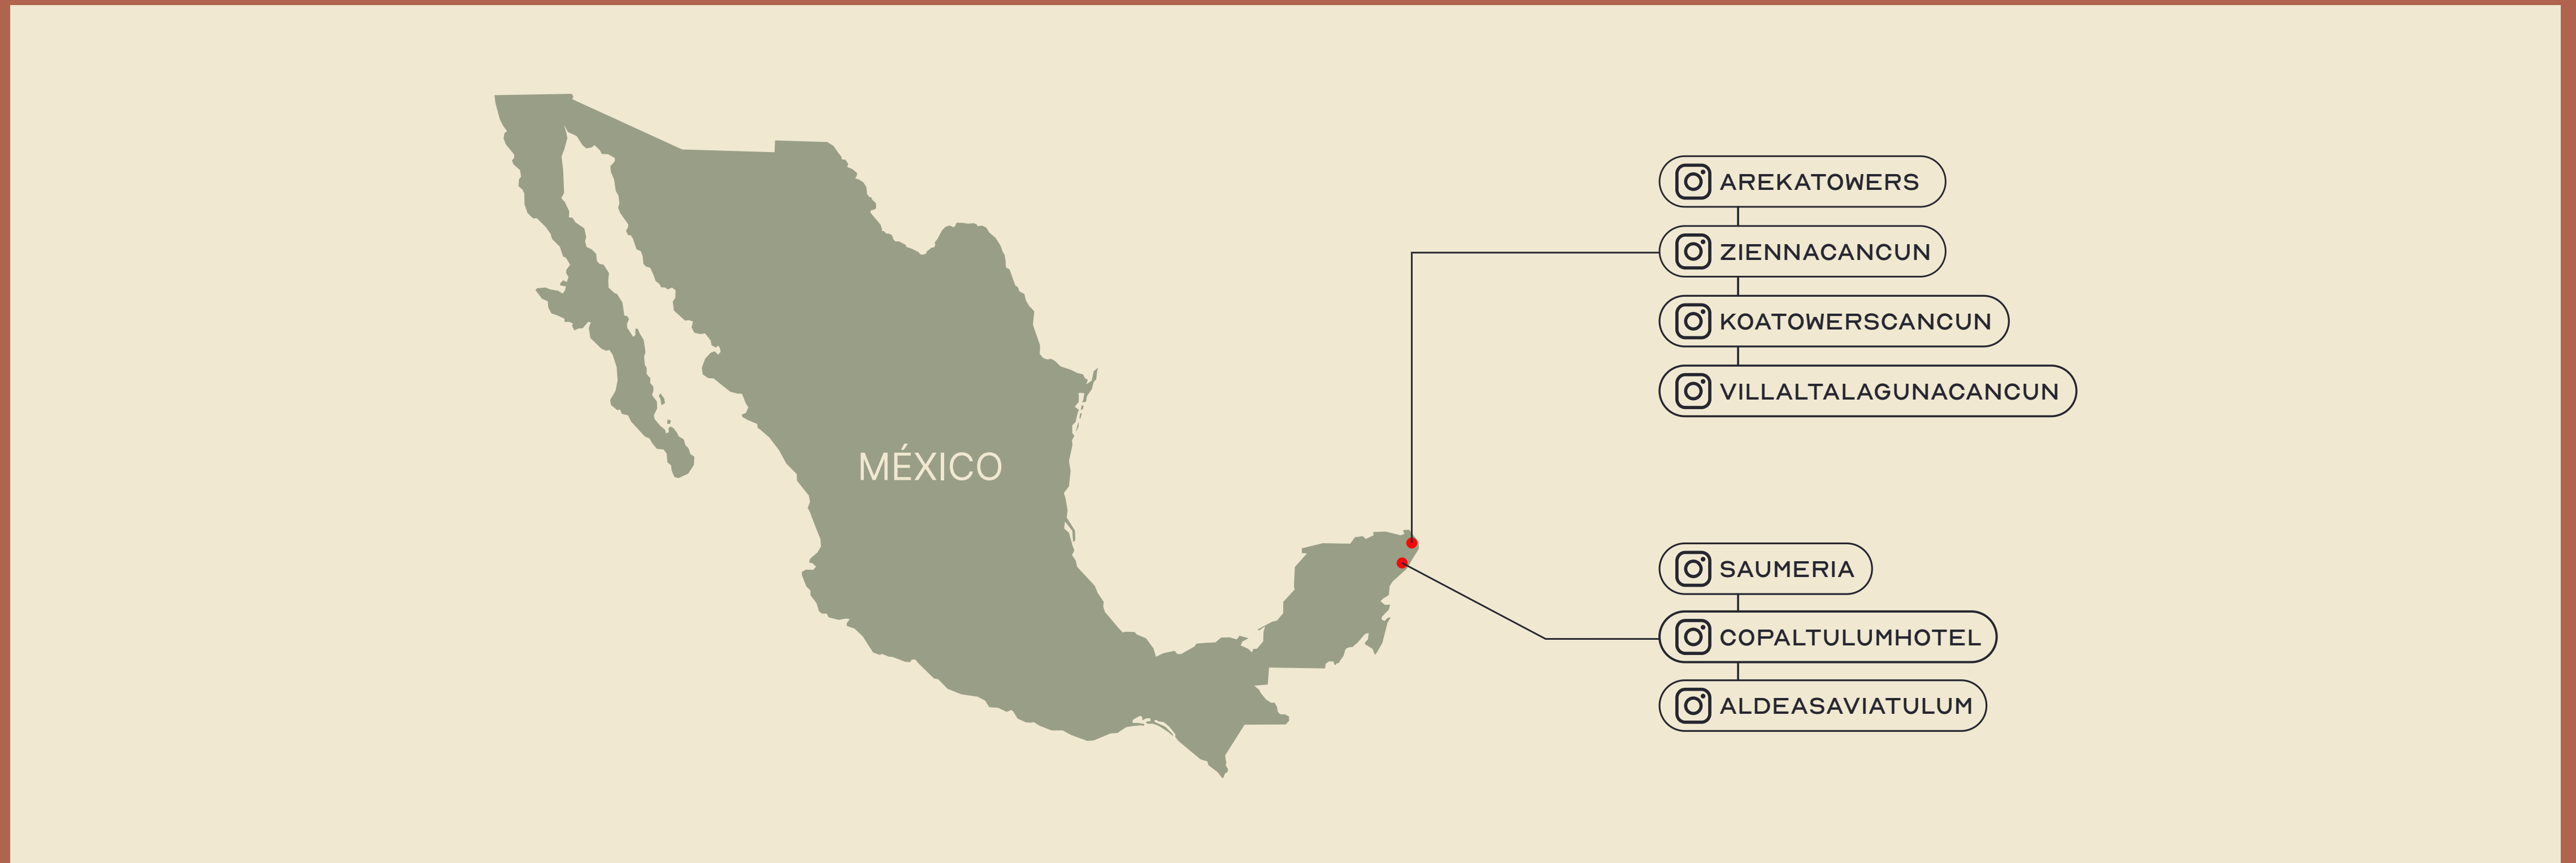 MÉXICO
AREKATOWERS
ZIENNACANCUN
KOATOWERSCANCUN
VILLALTALAGUNACANCUN
SAUMERIA
COPALTULUMHOTEL
ALDEASAVIATULUM